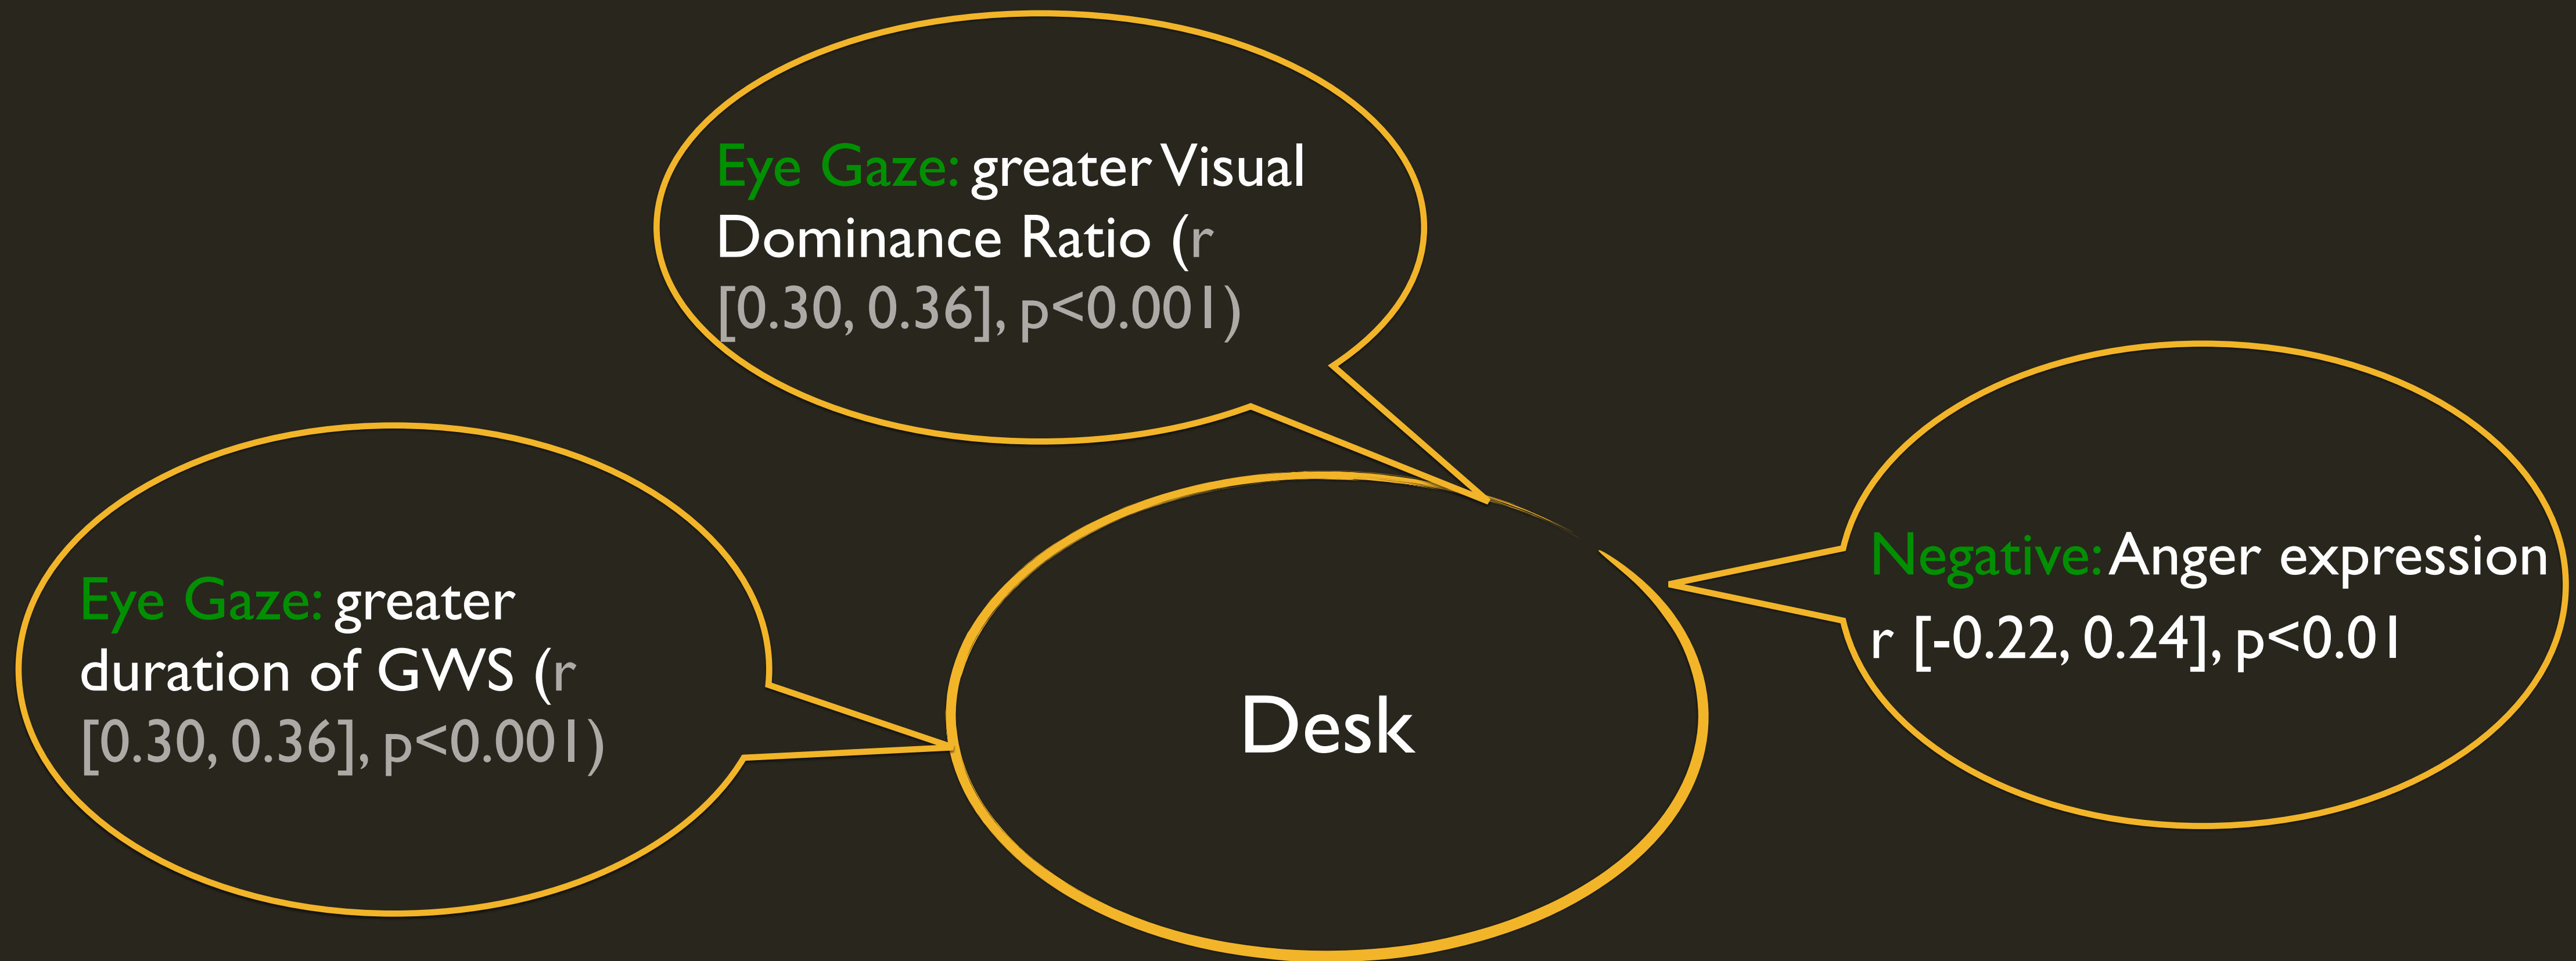 Eye Gaze: greater Visual
Dominance Ratio (r
[0.30, 0.36], p<0.001)
Eye Gaze: greater
duration of GWS (r
[0.30, 0.36], p<0.001)
Negative: Anger expression
r [-0.22, 0.24], p<0.01
Desk